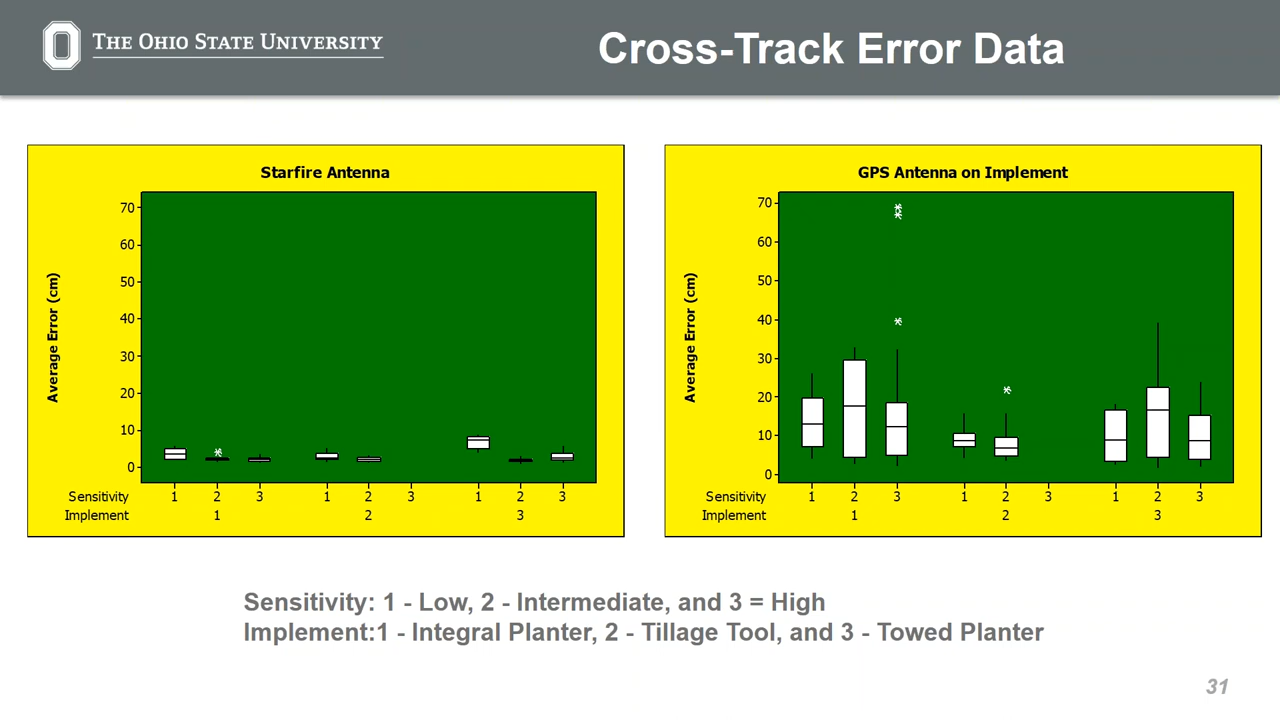 THE OHIO STATE UNIVERSITY
Cross-Track Error Data
Starfire Antenna
Average Error (cm)
70
60
50
40
30
20
10
0
Sensitivity 1 2 3 1 2 3 1 2 3
Implement 1 2 3
GPS Antenna on Implement
Average Error (cm)
70
60
50
40
30
20
10
0
Sensitivity 1 2 3 1 2 3 1 2 3
Implement 1 2 3
Sensitivity: 1 - Low, 2 - Intermediate, and 3 = High
Implement:1 - Integral Planter, 2 - Tillage Tool, and 3 - Towed Planter
31